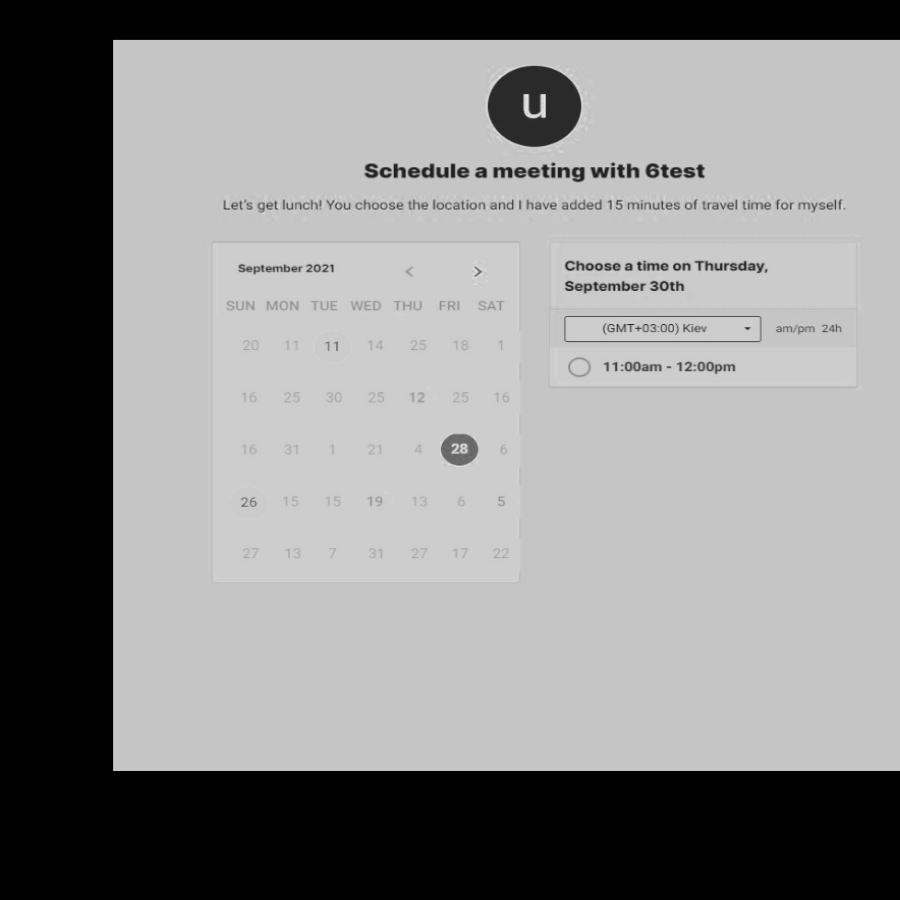 u
Schedule a meeting with 6test
Let's get lunch! You choose the location and I have added 15 minutes of travel time for myself.
September 2021 < >
SUN MON TUE WED THU FRI SAT
20 11 11 14 25 18 1
16 25 30 25 12 25 16
16 31 1 21 4 28 6
26 15 15 19 13 6 5
27 13 7 31 27 17 22
Choose a time on Thursday,
September 30th
(GMT+03:00) Kiev am/pm 24h
11:00am - 12:00pm